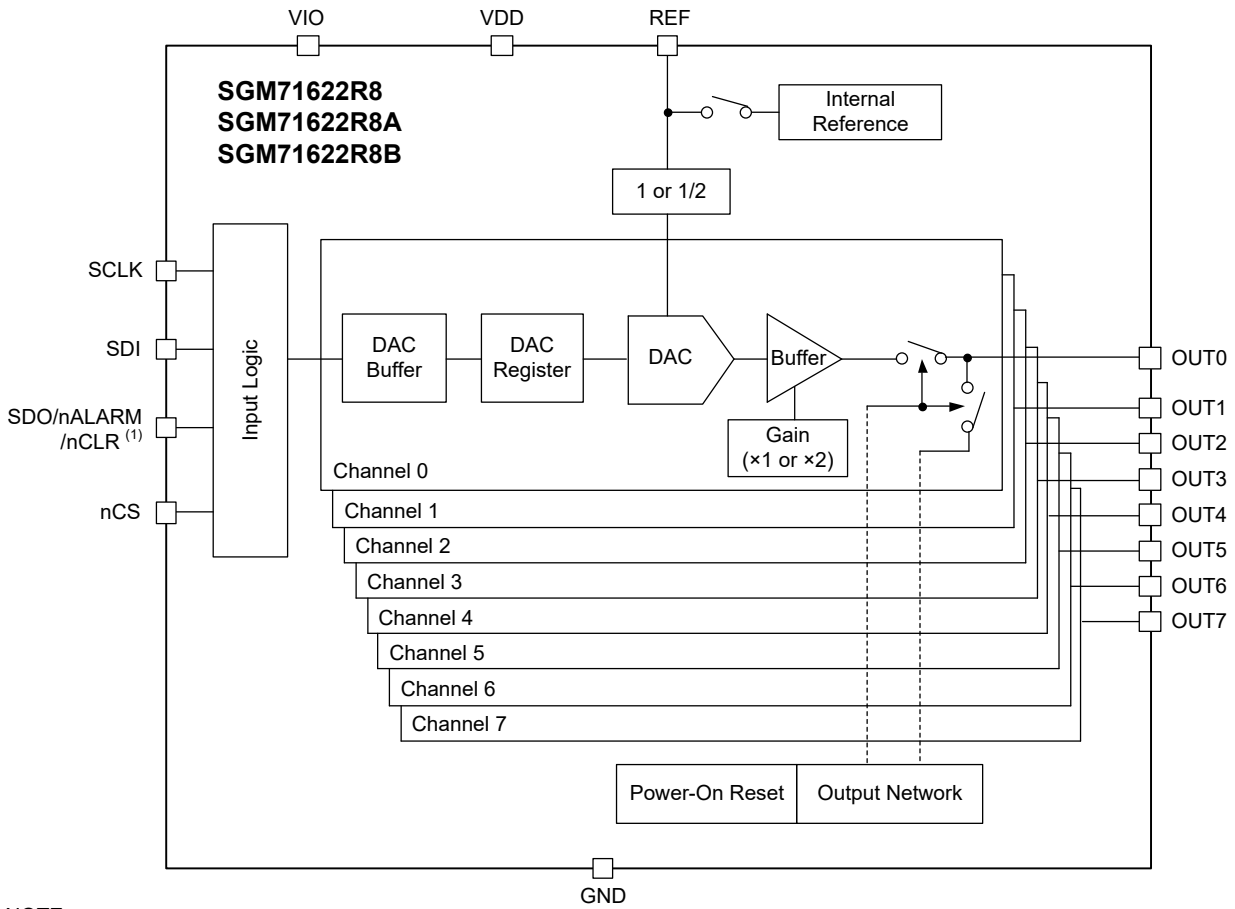 VIO
VDD
REF
SGM71622R8
SGM71622R8A
SGM71622R8B
Internal
Reference
1 or 1/2
SCLK
SDI
SDO/nALARM
/nCLR (1)
nCS
Input Logic
DAC
Buffer
DAC
Register
DAC
Buffer
Gain
(×1 or ×2)
Channel 0
Channel 1
Channel 2
Channel 3
Channel 4
Channel 5
Channel 6
Channel 7
OUT0
OUT1
OUT2
OUT3
OUT4
OUT5
OUT6
OUT7
Power-On Reset
Output Network
GND